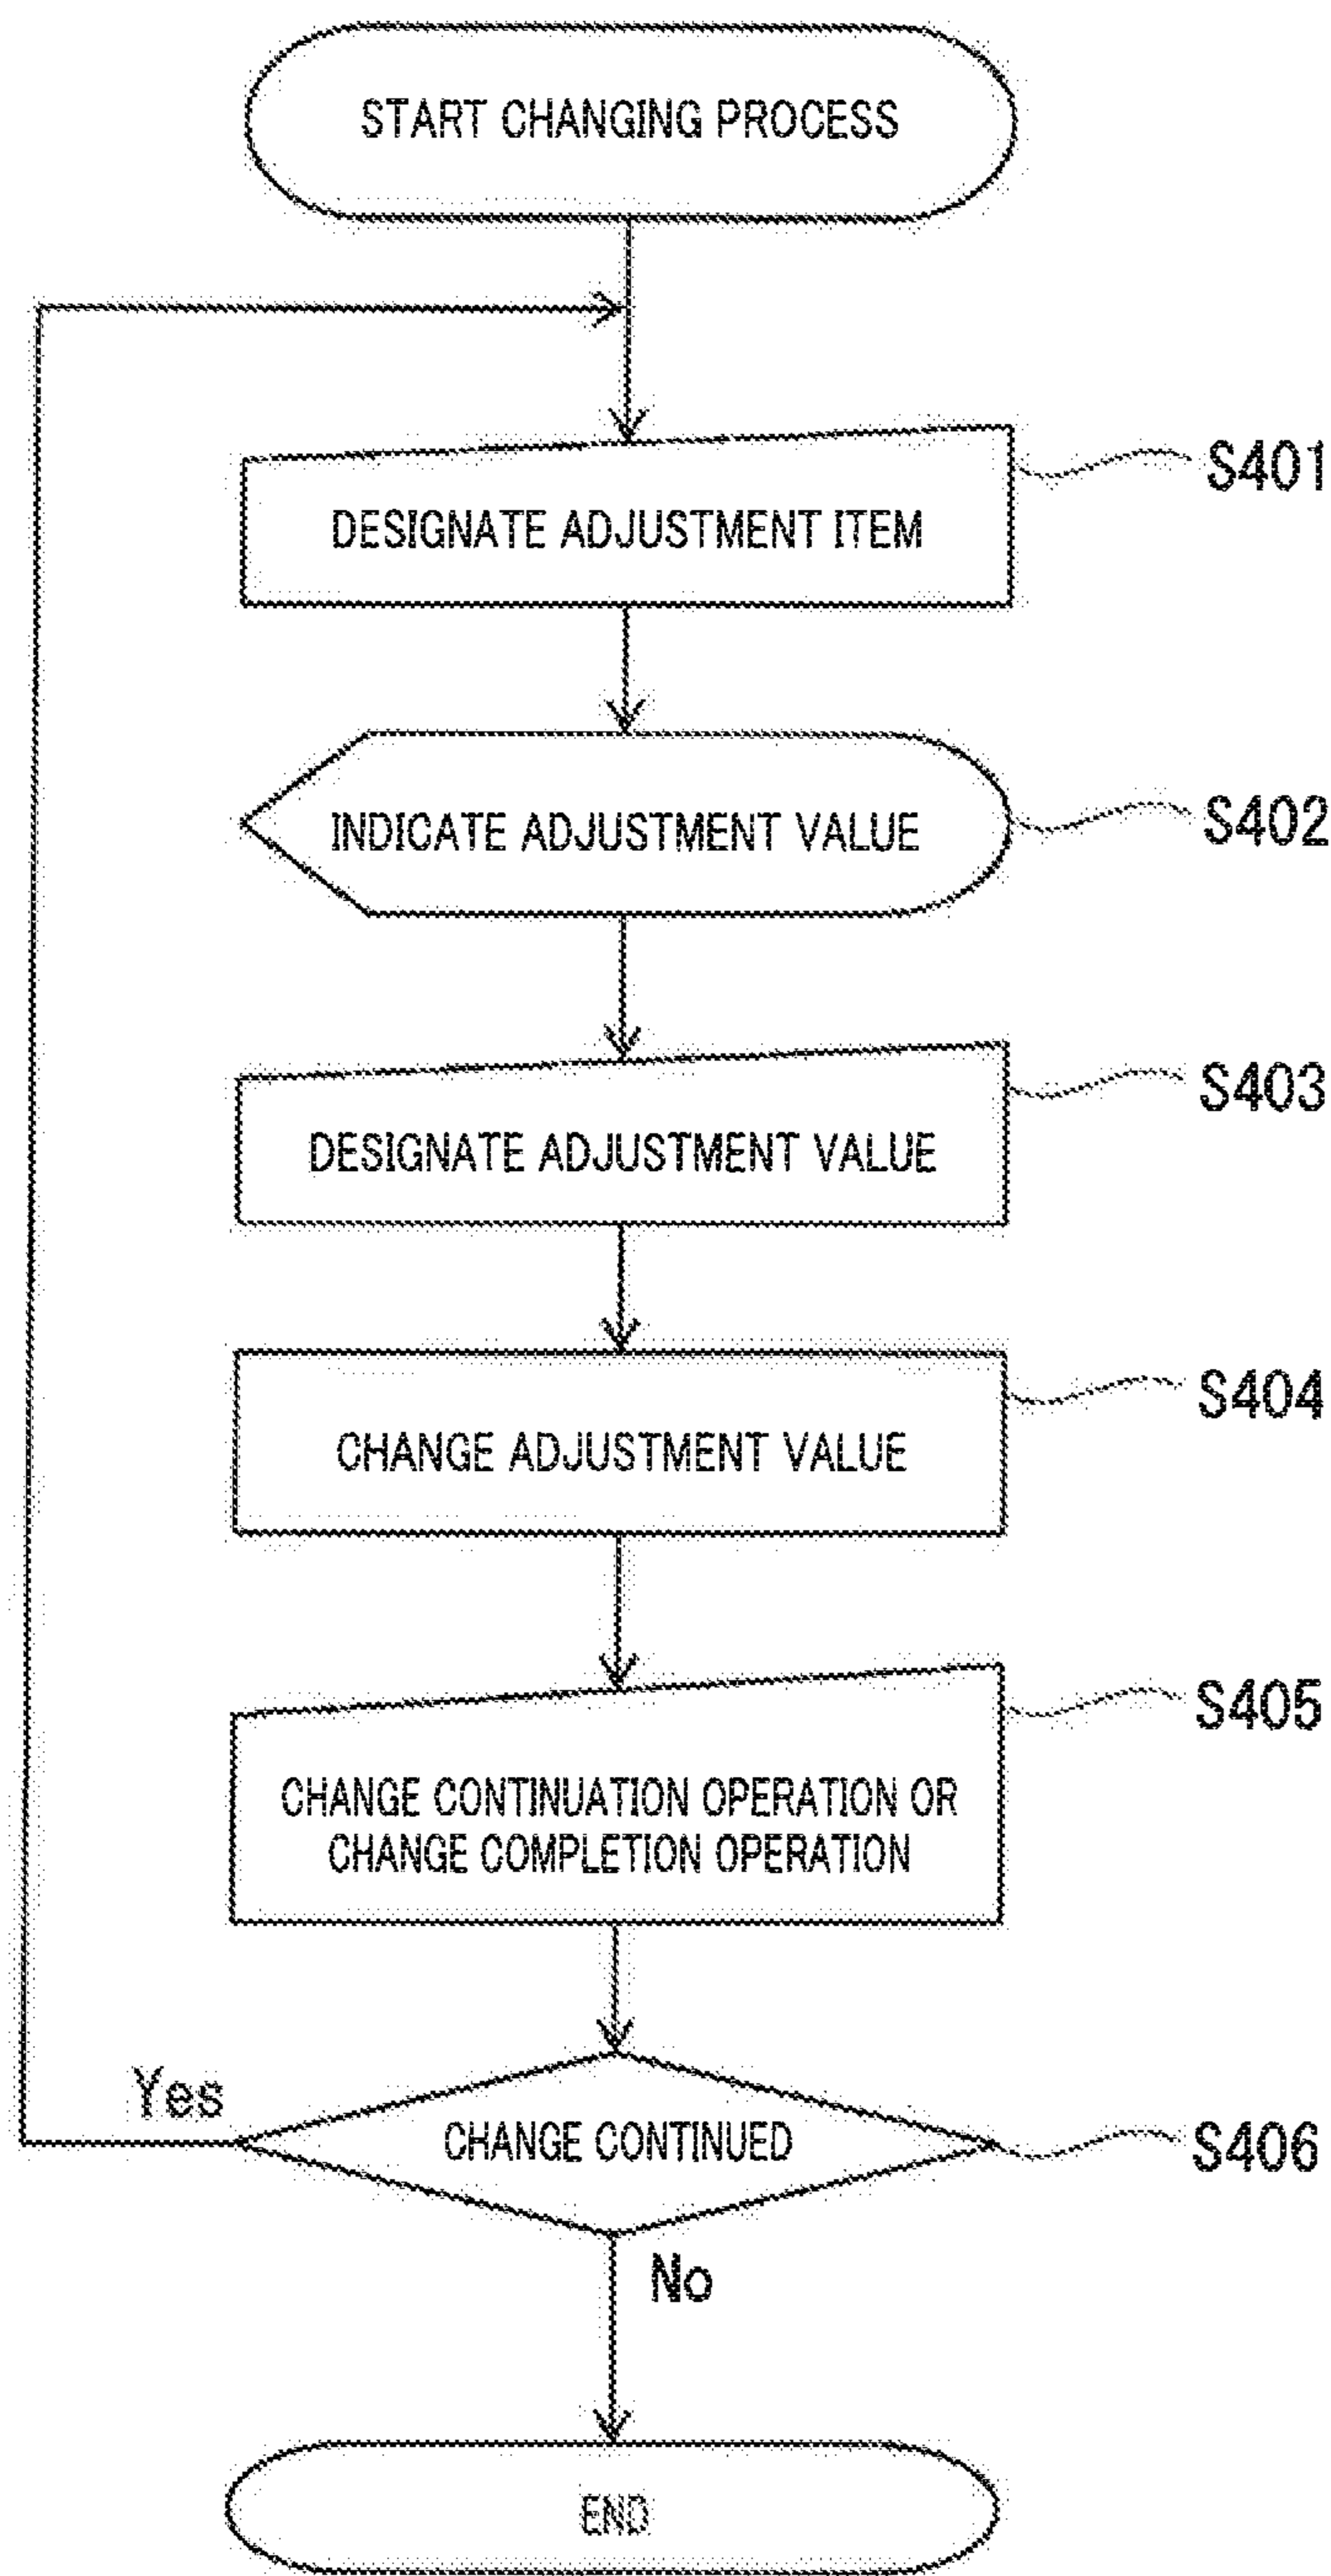 START CHANGING PROCESS
DESIGNATE ADJUSTMENT ITEM
S401
INDICATE ADJUSTMENT VALUE
S402
DESIGNATE ADJUSTMENT VALUE
S403
CHANGE ADJUSTMENT VALUE
S404
CHANGE CONTINUATION OPERATION OR
CHANGE COMPLETION OPERATION
S405
Yes
CHANGE CONTINUED
S406
No
END